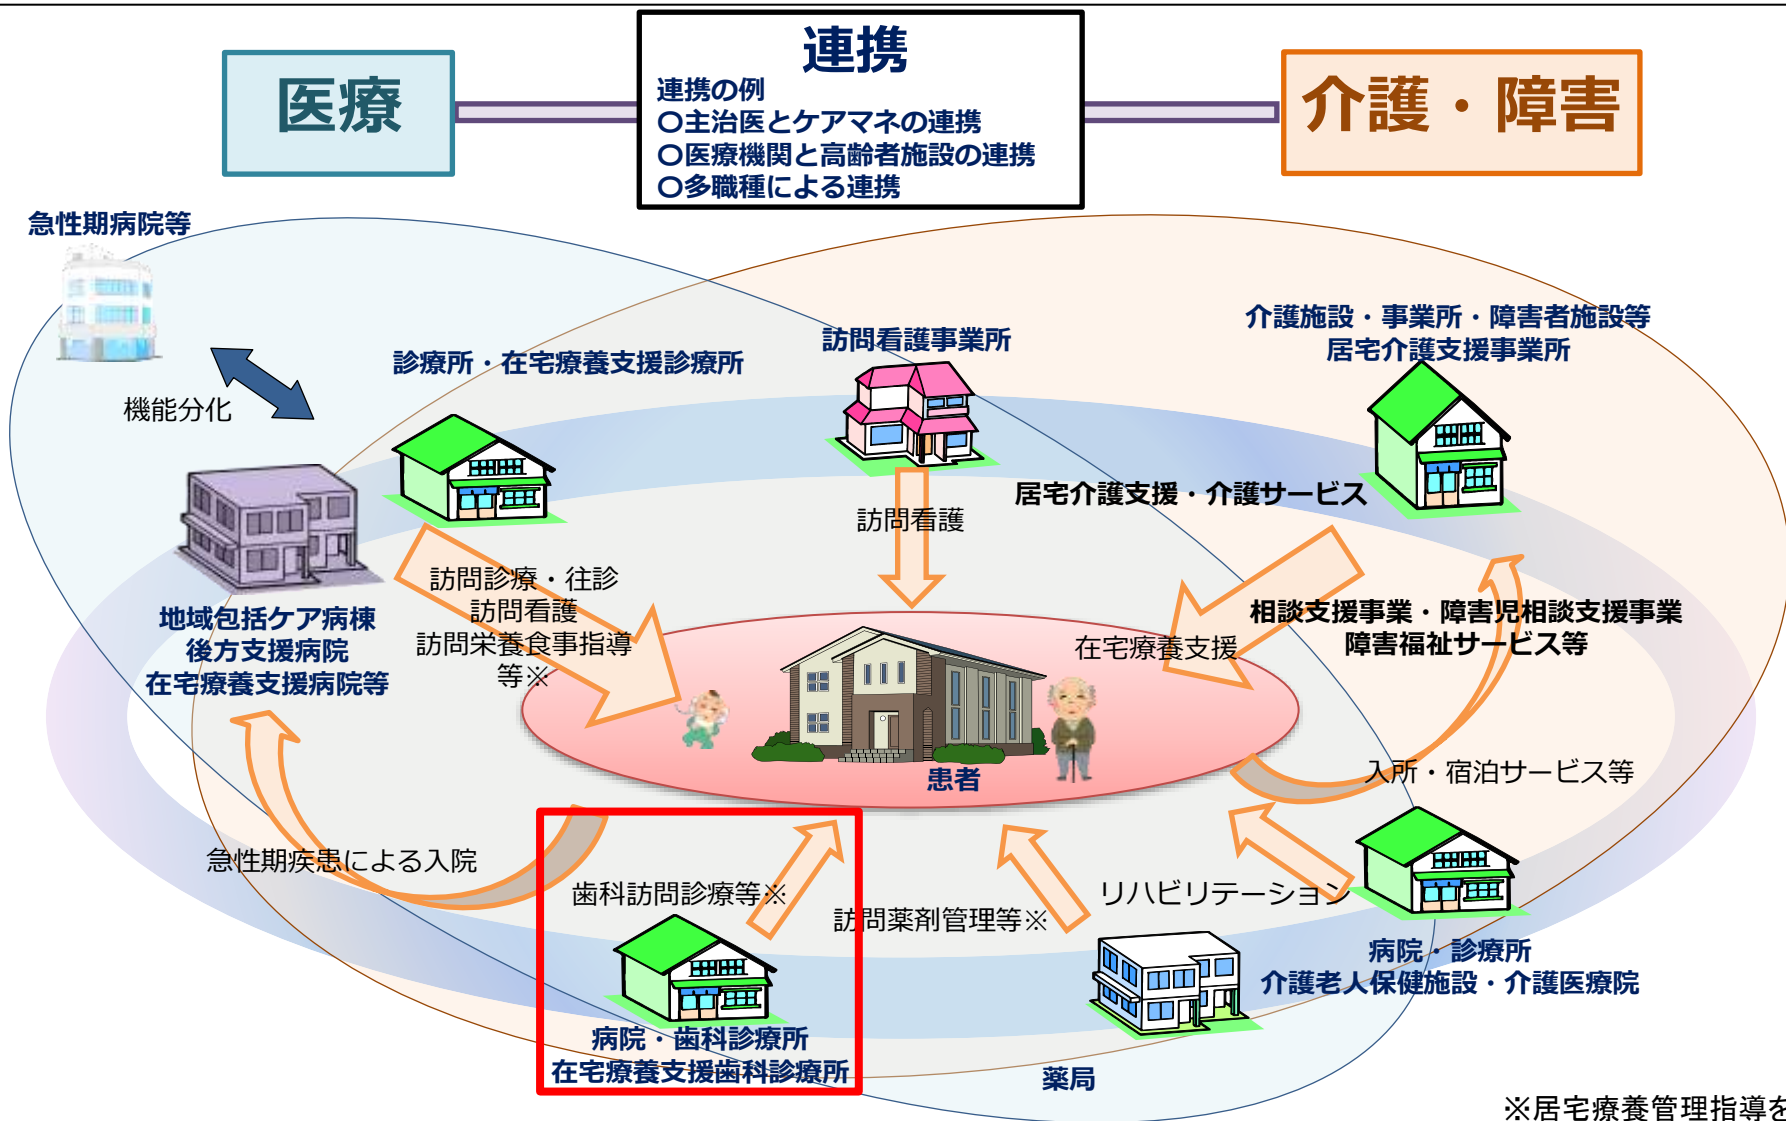 医療
連携
連携の例
〇主治医とケアマネの連携
〇医療機関と高齢者施設の連携
〇多職種による連携
介護・障害
急性期病院等
機能分化
診療所・在宅療養支援診療所
訪問看護事業所
介護施設・事業所・障害者施設等
居宅介護支援事業所
訪問看護
居宅介護支援・介護サービス
訪問診療・往診
訪問看護
訪問栄養食事指導
等※
地域包括ケア病棟
後方支援病院
在宅療養支援病院等
在宅療養支援
相談支援事業・障害児相談支援事業
障害福祉サービス等
患者
入所・宿泊サービス等
急性期疾患による入院
歯科訪問診療等※
訪問薬剤管理等※
リハビリテーション
病院・歯科診療所
在宅療養支援歯科診療所
薬局
病院・診療所
介護老人保健施設・介護医療院
※居宅療養管理指導を